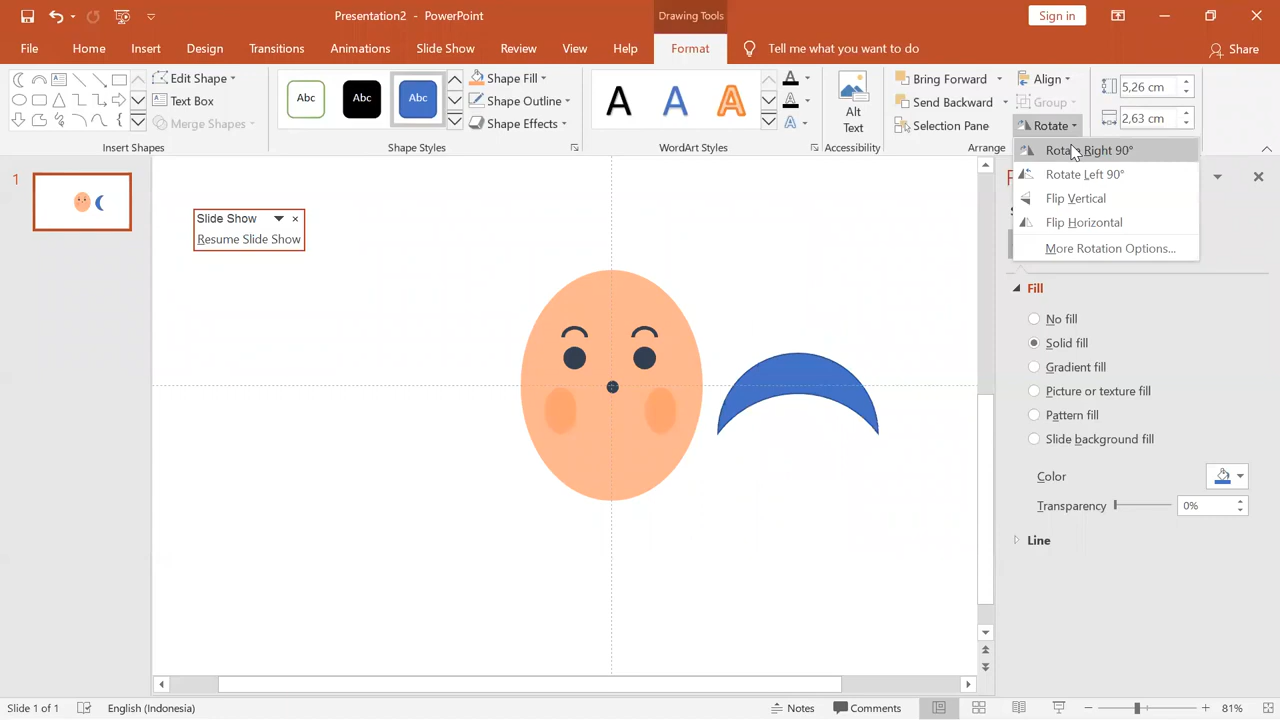 Presentation2 - PowerPoint
Drawing Tools
Sign in
File Home Insert Design Transitions Animations Slide Show Review View Help Format Tell me what you want to do Share
Edit Shape
Text Box
Merge Shapes
Insert Shapes
Abc Abc Abc
Shape Fill
Shape Outline
Shape Effects
Shape Styles
A A A
A
A
A
WordArt Styles
Alt
Text
Accessibility
Bring Forward
Send Backward
Selection Pane
Align
Group
Rotate
Arrange
5,26 cm
2,63 cm
Rotate Right 90°
Rotate Left 90°
Flip Vertical
Flip Horizontal
More Rotation Options...
1
Slide Show
Resume Slide Show
Fill
No fill
Solid fill
Gradient fill
Picture or texture fill
Pattern fill
Slide background fill
Color
Transparency 0%
Line
Slide 1 of 1 English (Indonesia) Notes Comments 81%